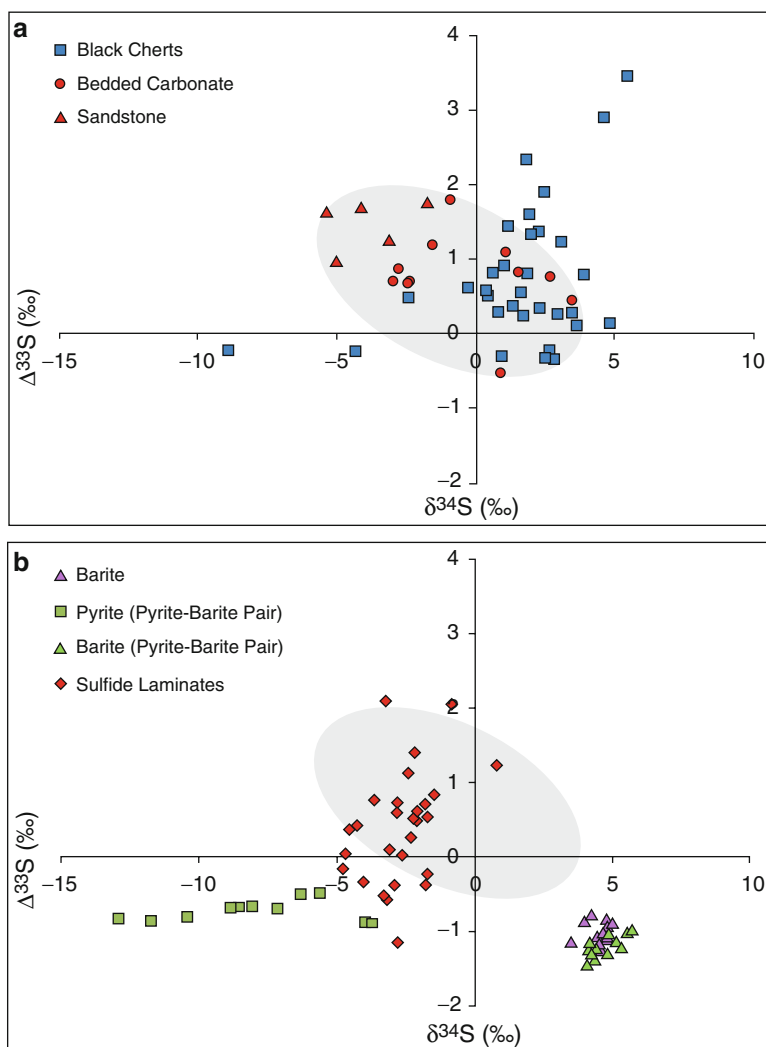 a
Black Cherts
Bedded Carbonate
Sandstone
4
3
2
1
0
−15 −10 −5 0 5 10
−1
−2
Δ33S (‰)
δ34S (‰)
b
Barite
Pyrite (Pyrite-Barite Pair)
Barite (Pyrite-Barite Pair)
Sulfide Laminates
4
3
2
1
0
−15 −10 −5 0 5 10
−1
−2
Δ33S (‰)
δ34S (‰)